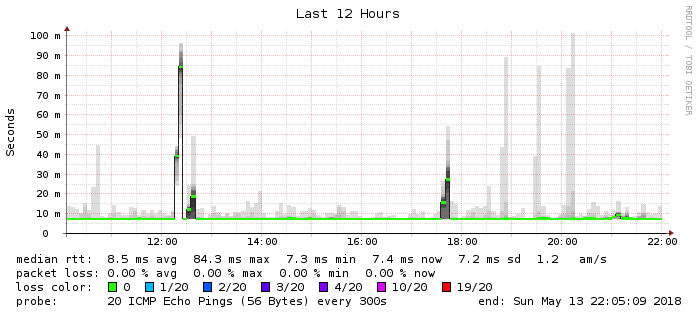 Last 12 Hours
RRDTOOL / TOBI OETIKER
Seconds
100 m
90 m
80 m
70 m
60 m
50 m
40 m
30 m
20 m
10 m
0
12:00 14:00 16:00 18:00 20:00 22:00
median rtt: 8.5 ms avg 84.3 ms max 7.3 ms min 7.4 ms now 7.2 ms sd 1.2 am/s
packet loss: 0.00 % avg 0.00 % max 0.00 % min 0.00 % now
loss color: 0 1/20 2/20 3/20 4/20 10/20 19/20
probe: 20 ICMP Echo Pings (56 Bytes) every 300s end: Sun May 13 22:05:09 2018